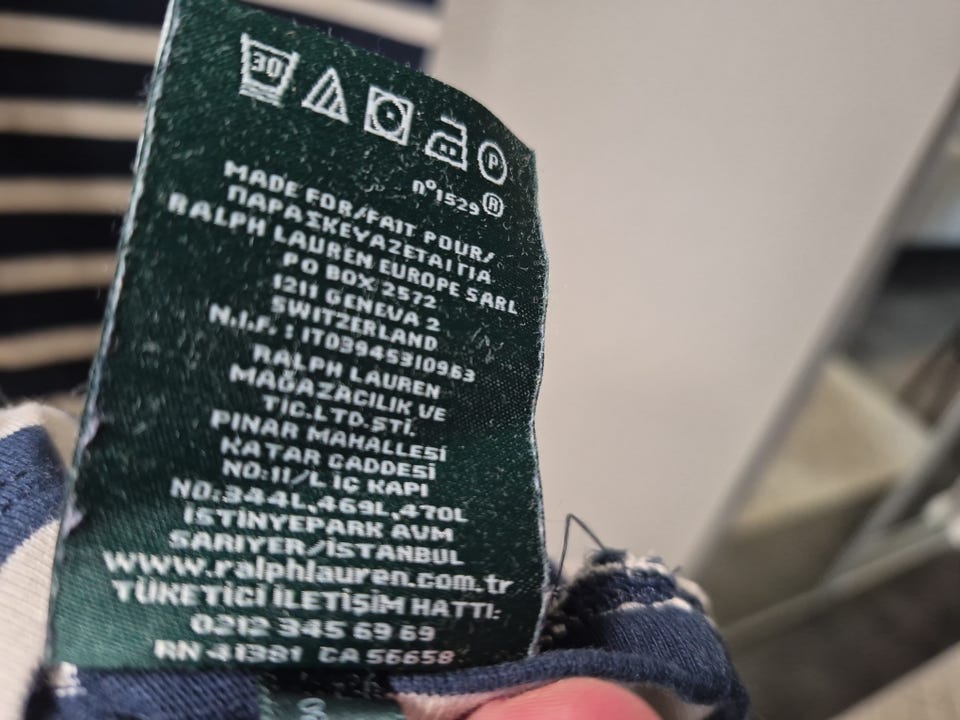 30
P
n°1529 ®
MADE FOR/FAIT POUR/
ΠΑΡΑΣΚΕΥΑΖΕΤΑΙ ΓΙΑ
RALPH LAUREN EUROPE SARL
PO BOX 2572
1211 GENEVA 2
SWITZERLAND
N.I.F. : IT03945310963
RALPH LAUREN
MAĞAZACILIK VE
TİC.LTD.ŞTİ.
PINAR MAHALLESİ
KATAR CADDESİ
NO:11/L İÇ KAPI
NO:344L,469L,470L
İSTİNYEPARK AVM
SARIYER/İSTANBUL
www.ralphlauren.com.tr
TÜKETİCİ İLETİŞİM HATTI:
0212 345 69 69
RN 41381 CA 56658